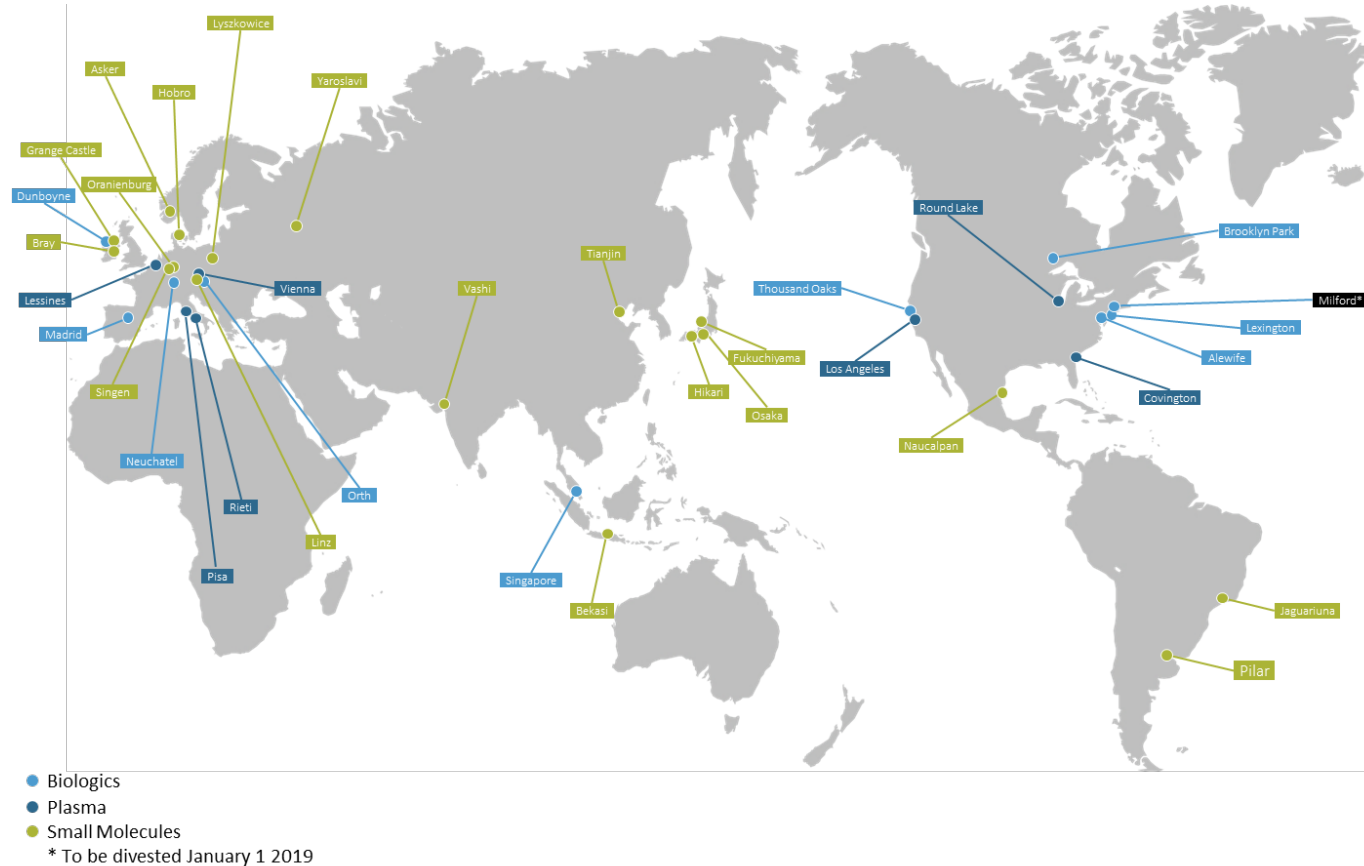 Lyszkowice
Asker
Yaroslavi
Hobro
Grange Castle
Oranienburg
Dunboyne
Round Lake
Brooklyn Park
Bray
Tianjin
Vienna
Vashi
Thousand Oaks
Lessines
Milford*
Madrid
Lexington
Fukuchiyama
Alewife
Los Angeles
Singen
Hikari
Covington
Osaka
Naucalpan
Neuchatel
Orth
Rieti
Linz
Pisa
Singapore
Bekasi
Jaguariuna
Pilar
Biologics
Plasma
Small Molecules
* To be divested January 1 2019